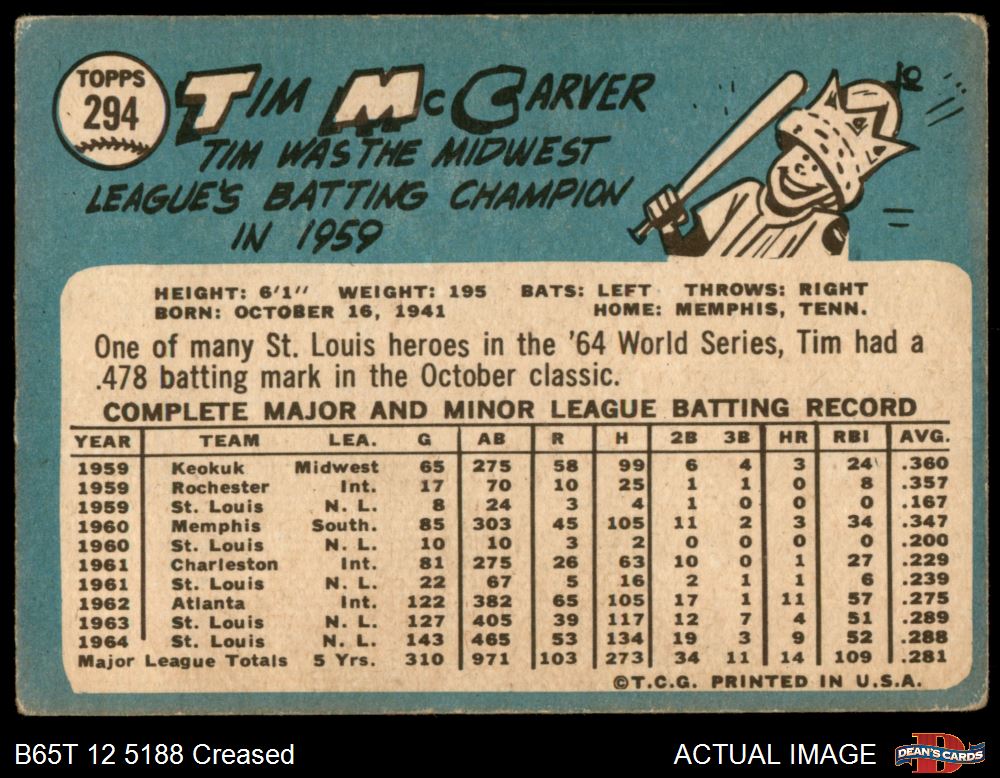 TOPPS
294
TIM McCARVER
TIM WAS THE MIDWEST
LEAGUE'S BATTING CHAMPION
IN 1959
HEIGHT: 6'1" WEIGHT: 195 BATS: LEFT THROWS: RIGHT
BORN: OCTOBER 16, 1941 HOME: MEMPHIS, TENN.
One of many St. Louis heroes in the '64 World Series, Tim had a
.478 batting mark in the October classic.
COMPLETE MAJOR AND MINOR LEAGUE BATTING RECORD
YEAR TEAM LEA. G AB R H 2B 3B HR RBI AVG.
1959 Keokuk Midwest 65 275 58 99 6 4 3 24 .360
1959 Rochester Int. 17 70 10 25 1 1 0 8 .357
1959 St. Louis N. L. 8 24 3 4 1 0 0 0 .167
1960 Memphis South. 85 303 45 105 11 2 3 34 .347
1960 St. Louis N. L. 10 10 3 2 0 0 0 0 .200
1961 Charleston Int. 81 275 26 63 10 0 1 27 .229
1961 St. Louis N. L. 22 67 5 16 2 1 1 6 .239
1962 Atlanta Int. 122 382 65 105 17 1 11 57 .275
1963 St. Louis N. L. 127 405 39 117 12 7 4 51 .289
1964 St. Louis N. L. 143 465 53 134 19 3 9 52 .288
Major League Totals 5 Yrs. 310 971 103 273 34 11 14 109 .281
©T.C.G. PRINTED IN U.S.A.
B65T 12 5188 Creased
ACTUAL IMAGE
DEAN'S CARDS